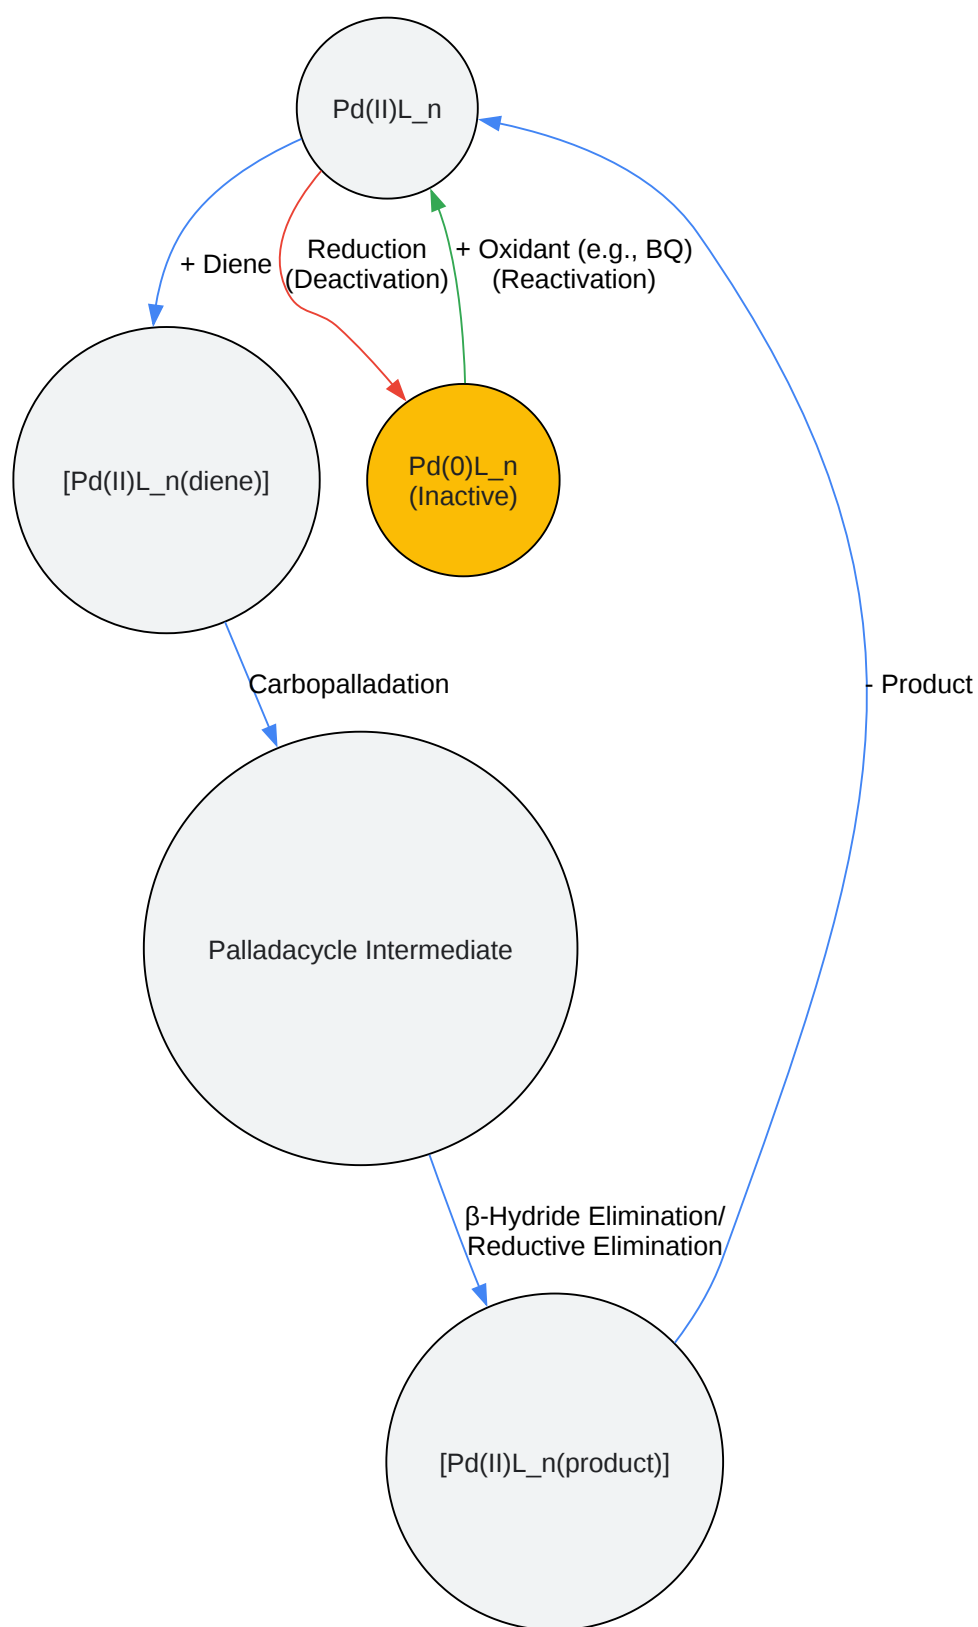 Pd(II)L_n
+ Diene
Reduction
(Deactivation)
+ Oxidant (e.g., BQ)
(Reactivation)
[Pd(II)L_n(diene)]
Pd(0)L_n
(Inactive)
Carbopalladation
- Product
Palladacycle Intermediate
β-Hydride Elimination/
Reductive Elimination
[Pd(II)L_n(product)]